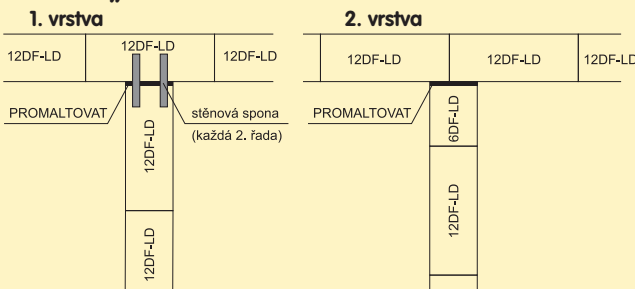 1. vrstva
12DF-LD
12DF-LD
12DF-LD
PROMALTOVAT
stěnová spona
(každá 2. řada)
12DF-LD
12DF-LD
2. vrstva
12DF-LD
12DF-LD
12DF-LD
PROMALTOVAT
6DF-LD
12DF-LD